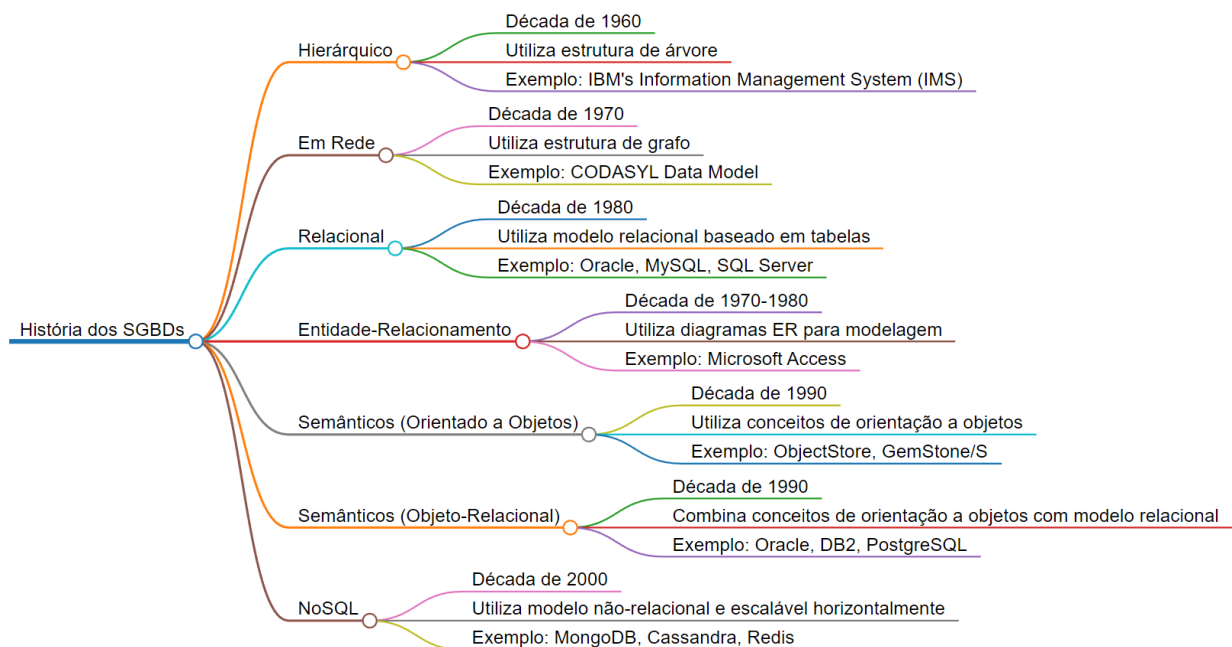 História dos SGBDs
Hierárquico
Década de 1960
Utiliza estrutura de árvore
Exemplo: IBM's Information Management System (IMS)
Em Rede
Década de 1970
Utiliza estrutura de grafo
Exemplo: CODASYL Data Model
Relacional
Década de 1980
Utiliza modelo relacional baseado em tabelas
Exemplo: Oracle, MySQL, SQL Server
Entidade-Relacionamento
Década de 1970-1980
Utiliza diagramas ER para modelagem
Exemplo: Microsoft Access
Semânticos (Orientado a Objetos)
Década de 1990
Utiliza conceitos de orientação a objetos
Exemplo: ObjectStore, GemStone/S
Semânticos (Objeto-Relacional)
Década de 1990
Combina conceitos de orientação a objetos com modelo relacional
Exemplo: Oracle, DB2, PostgreSQL
NoSQL
Década de 2000
Utiliza modelo não-relacional e escalável horizontalmente
Exemplo: MongoDB, Cassandra, Redis